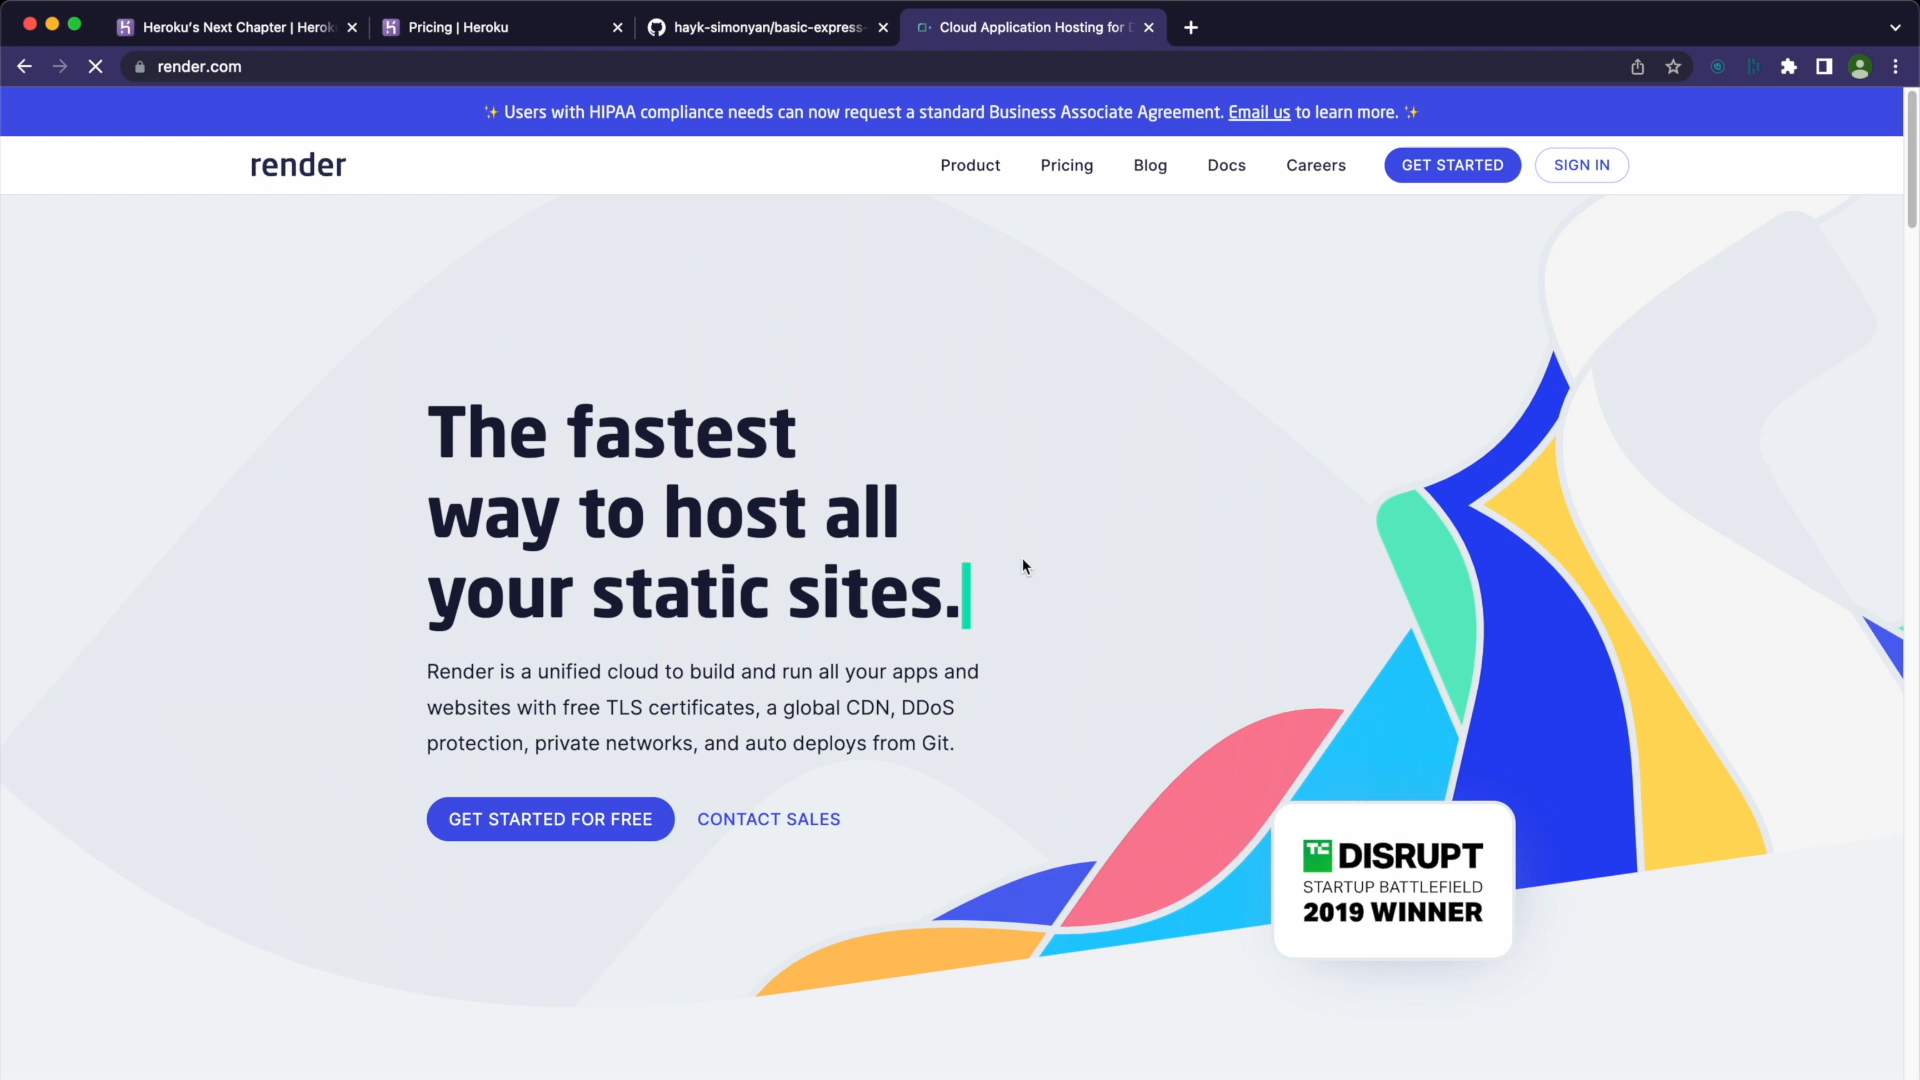 Heroku's Next Chapter | Herok
Pricing | Heroku
hayk-simonyan/basic-express-
Cloud Application Hosting for D
render.com
✨ Users with HIPAA compliance needs can now request a standard Business Associate Agreement. Email us to learn more. ✨
render
Product
Pricing
Blog
Docs
Careers
GET STARTED
SIGN IN
The fastest
way to host all
your static sites.
Render is a unified cloud to build and run all your apps and
websites with free TLS certificates, a global CDN, DDoS
protection, private networks, and auto deploys from Git.
GET STARTED FOR FREE
CONTACT SALES
TC DISRUPT
STARTUP BATTLEFIELD
2019 WINNER